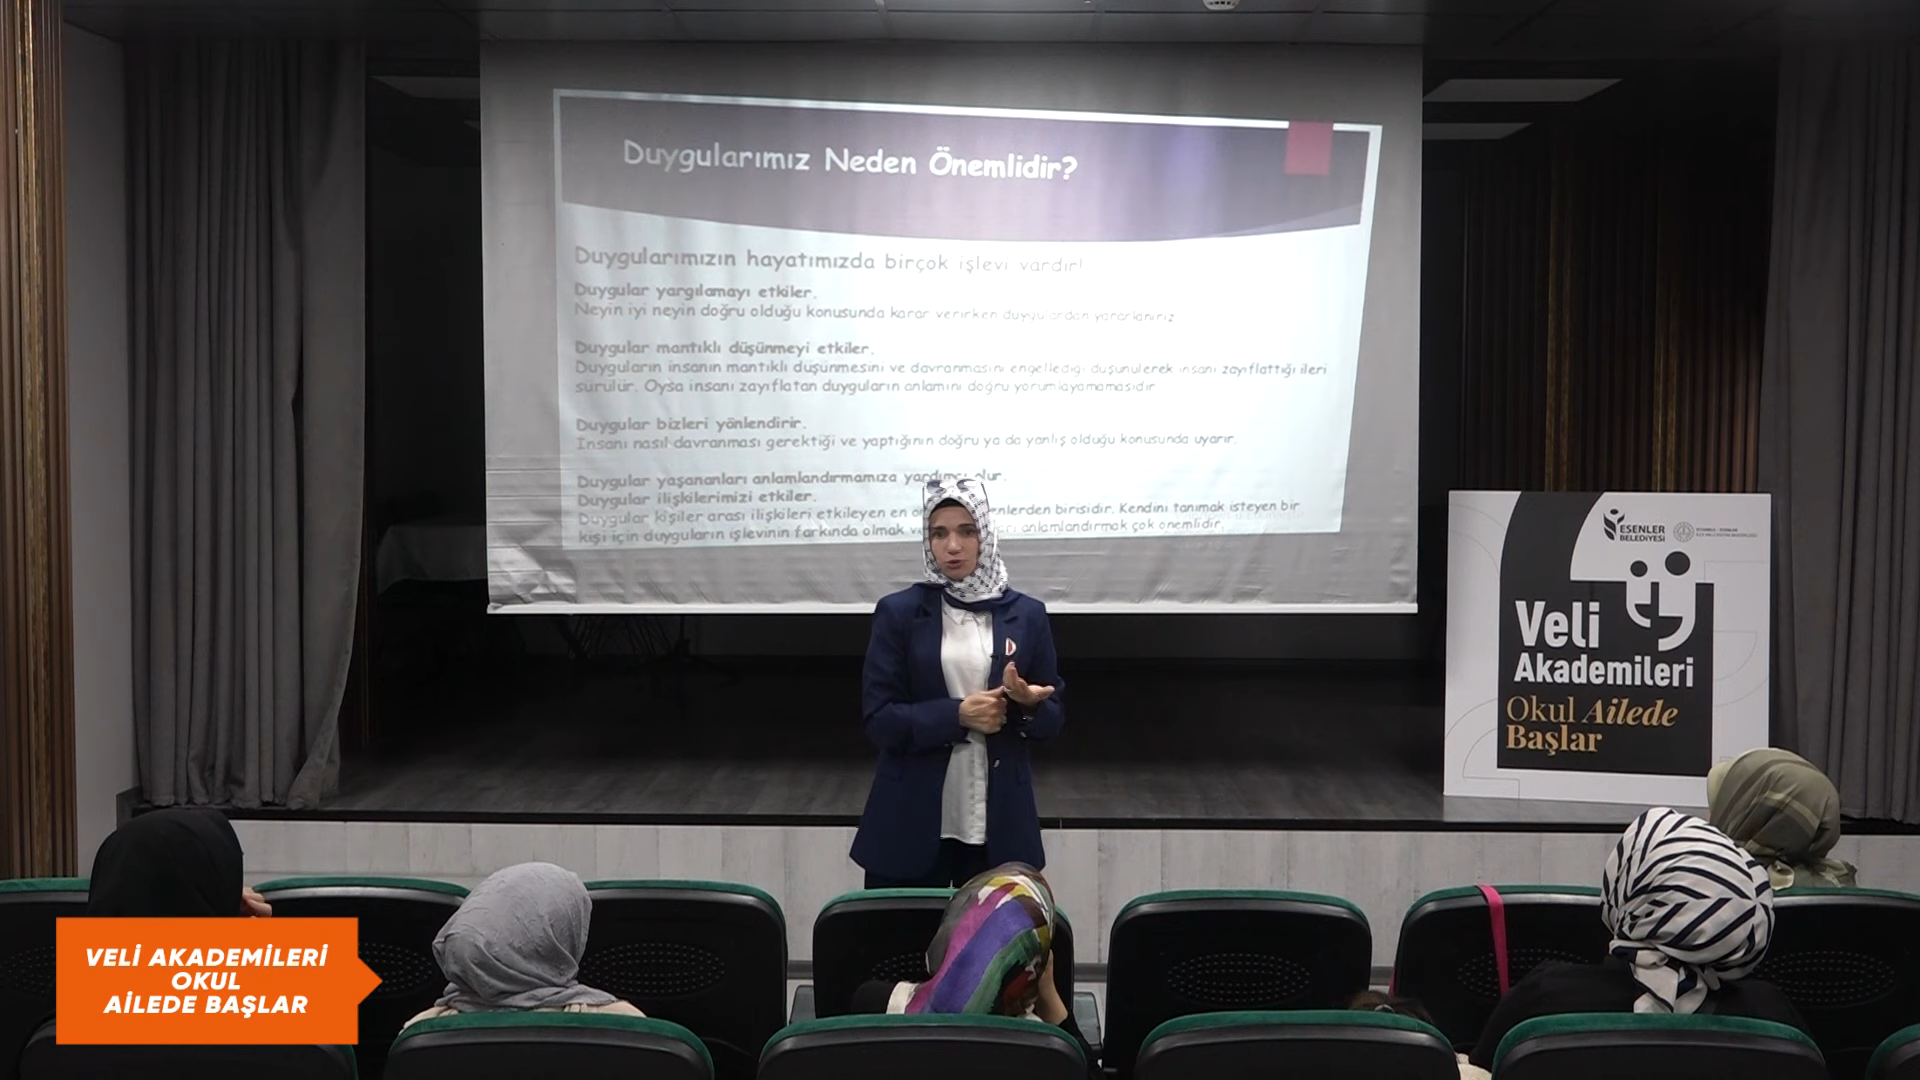 Duygularımız Neden Önemlidir?
Duygularımızın hayatımızda birçok işlevi vardır!
Duygular yargılamayı etkiler.
Neyin iyi neyin doğru olduğu konusunda karar verirken duygulardan yararlanırız
Duygular mantıklı düşünmeyi etkiler.
Duyguların insanın mantıklı düşünmesini ve davranmasını engellediği düşünülerek insanı zayıflattığı ileri
sürülür. Oysa insanı zayıflatan duyguların anlamını doğru yorumlayamamasıdır
Duygular bizleri yönlendirir.
İnsanı nasıl davranması gerektiği ve yaptığının doğru ya da yanlış olduğu konusunda uyarır.
Duygular yaşananları anlamlandırmamıza yardımcı olur.
Duygular ilişkilerimizi etkiler.
Duygular kişiler arası ilişkileri etkileyen en birisidir. Kendini tanımak isteyen bir
kişi için duyguların işlevinin farkında olmak anlamlandırmak çok önemlidir.
ESENLER
BELEDİYESİ
Veli
Akademileri
Okul Ailede
Başlar
VELİ AKADEMİLERİ
OKUL
AİLEDE BAŞLAR